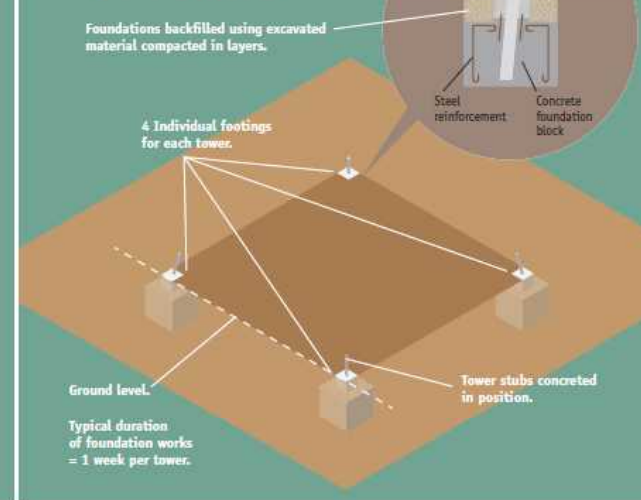 Foundations backfilled using excavated
material compacted in layers.
Steel
reinforcement
Concrete
foundation
block
4 Individual footings
for each tower.
Ground level.
Tower stubs concreted
in position.
Typical duration
of foundation works
= 1 week per tower.